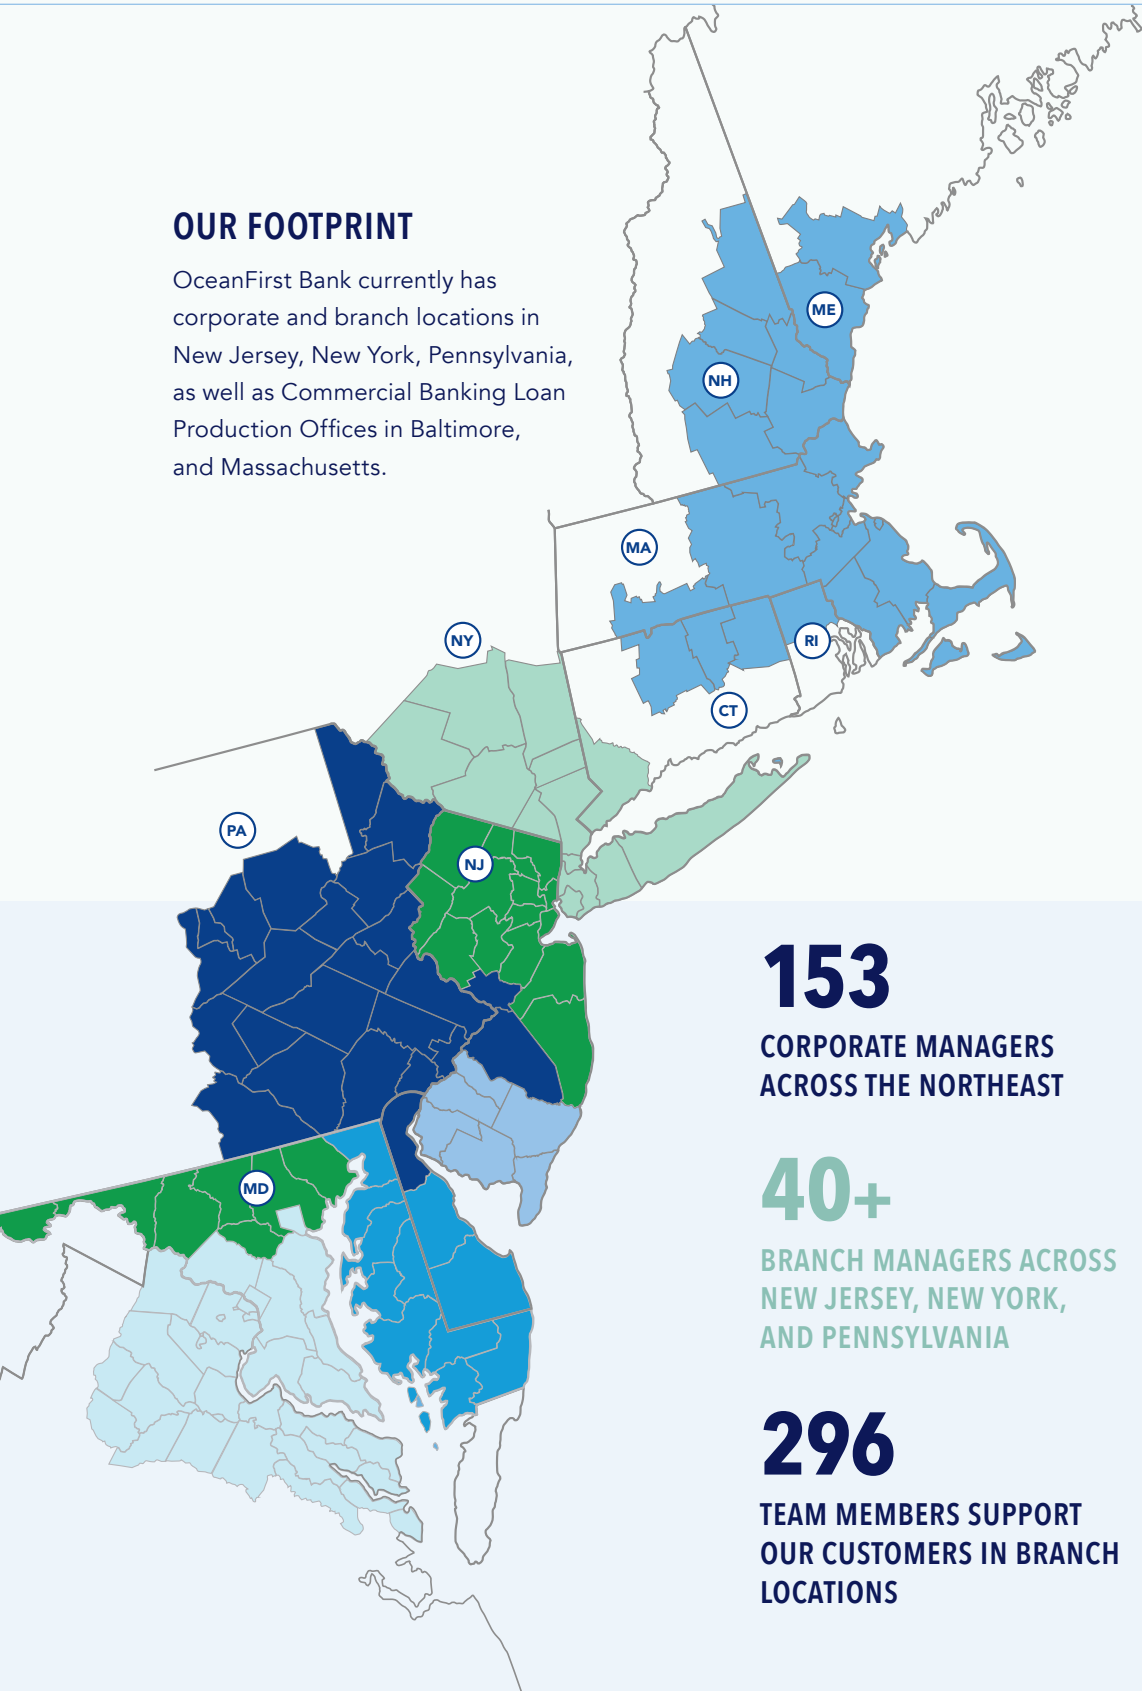 OUR FOOTPRINT
OceanFirst Bank currently has
corporate and branch locations in
New Jersey, New York, Pennsylvania,
as well as Commercial Banking Loan
Production Offices in Baltimore,
and Massachusetts.
ME
NH
MA
NY
RI
CT
PA
NJ
MD
153
CORPORATE MANAGERS
ACROSS THE NORTHEAST
40+
BRANCH MANAGERS ACROSS
NEW JERSEY, NEW YORK,
AND PENNSYLVANIA
296
TEAM MEMBERS SUPPORT
OUR CUSTOMERS IN BRANCH
LOCATIONS